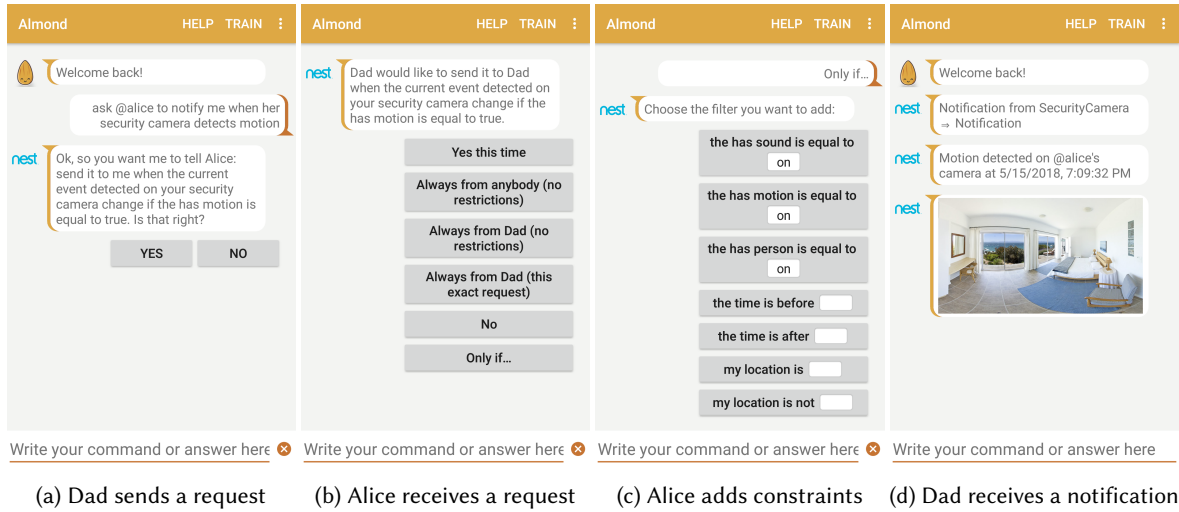 Almond
HELP TRAIN
Welcome back!
ask @alice to notify me when her
security camera detects motion
nest
Ok, so you want me to tell Alice:
send it to me when the current
event detected on your security
camera change if the has motion is
equal to true. Is that right?
YES
NO
Write your command or answer here
(a) Dad sends a request
Almond
HELP TRAIN
nest
Dad would like to send it to Dad
when the current event detected on
your security camera change if the
has motion is equal to true.
Yes this time
Always from anybody (no
restrictions)
Always from Dad (no
restrictions)
Always from Dad (this
exact request)
No
Only if...
Write your command or answer here
(b) Alice receives a request
Almond
HELP TRAIN
Only if...
nest
Choose the filter you want to add:
the has sound is equal to
on
the has motion is equal to
on
the has person is equal to
on
the time is before
the time is after
my location is
my location is not
Write your command or answer here
(c) Alice adds constraints
Almond
HELP TRAIN
Welcome back!
nest
Notification from SecurityCamera
⇒ Notification
nest
Motion detected on @alice's
camera at 5/15/2018, 7:09:32 PM
nest
Write your command or answer here
(d) Dad receives a notification